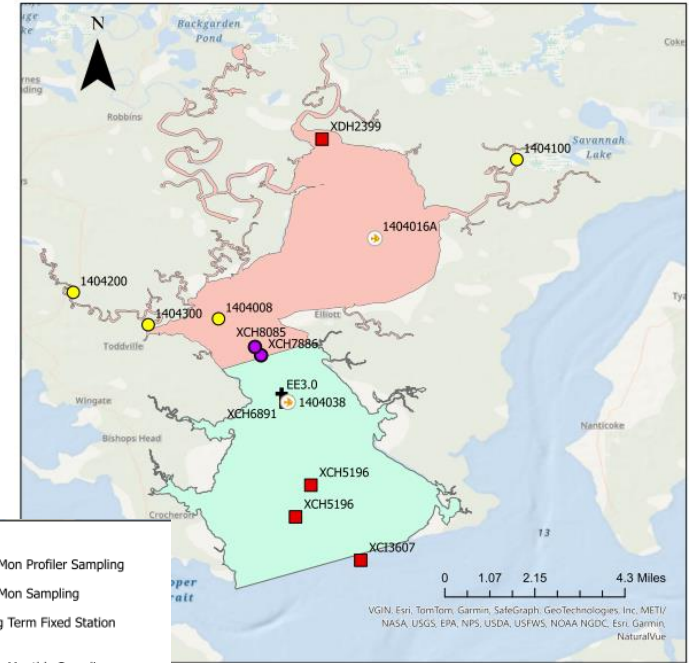 N
Backgarden
Pond
Coke
Robbins
XDH2399
1404100
Savannah
Lake
1404016A
1404200
1404008
1404300
Elliott
XCH8085
XCH7886
Toddville
EE3.0
1404038
XCH6891
Wingate
Bishops Head
Nanticoke
XCH5196
XCH5196
Crocheron
13
XCI3607
Mon Profiler Sampling
Mon Sampling
Term Fixed Station
0 1.07 2.15 4.3 Miles
VGIN, Esri, TomTom, Garmin, SafeGraph, GeoTechnologies, Inc, METI/
NASA, USGS, EPA, NPS, USDA, USFWS, NOAA NGDC, Esri, Garmin,
NaturalVue